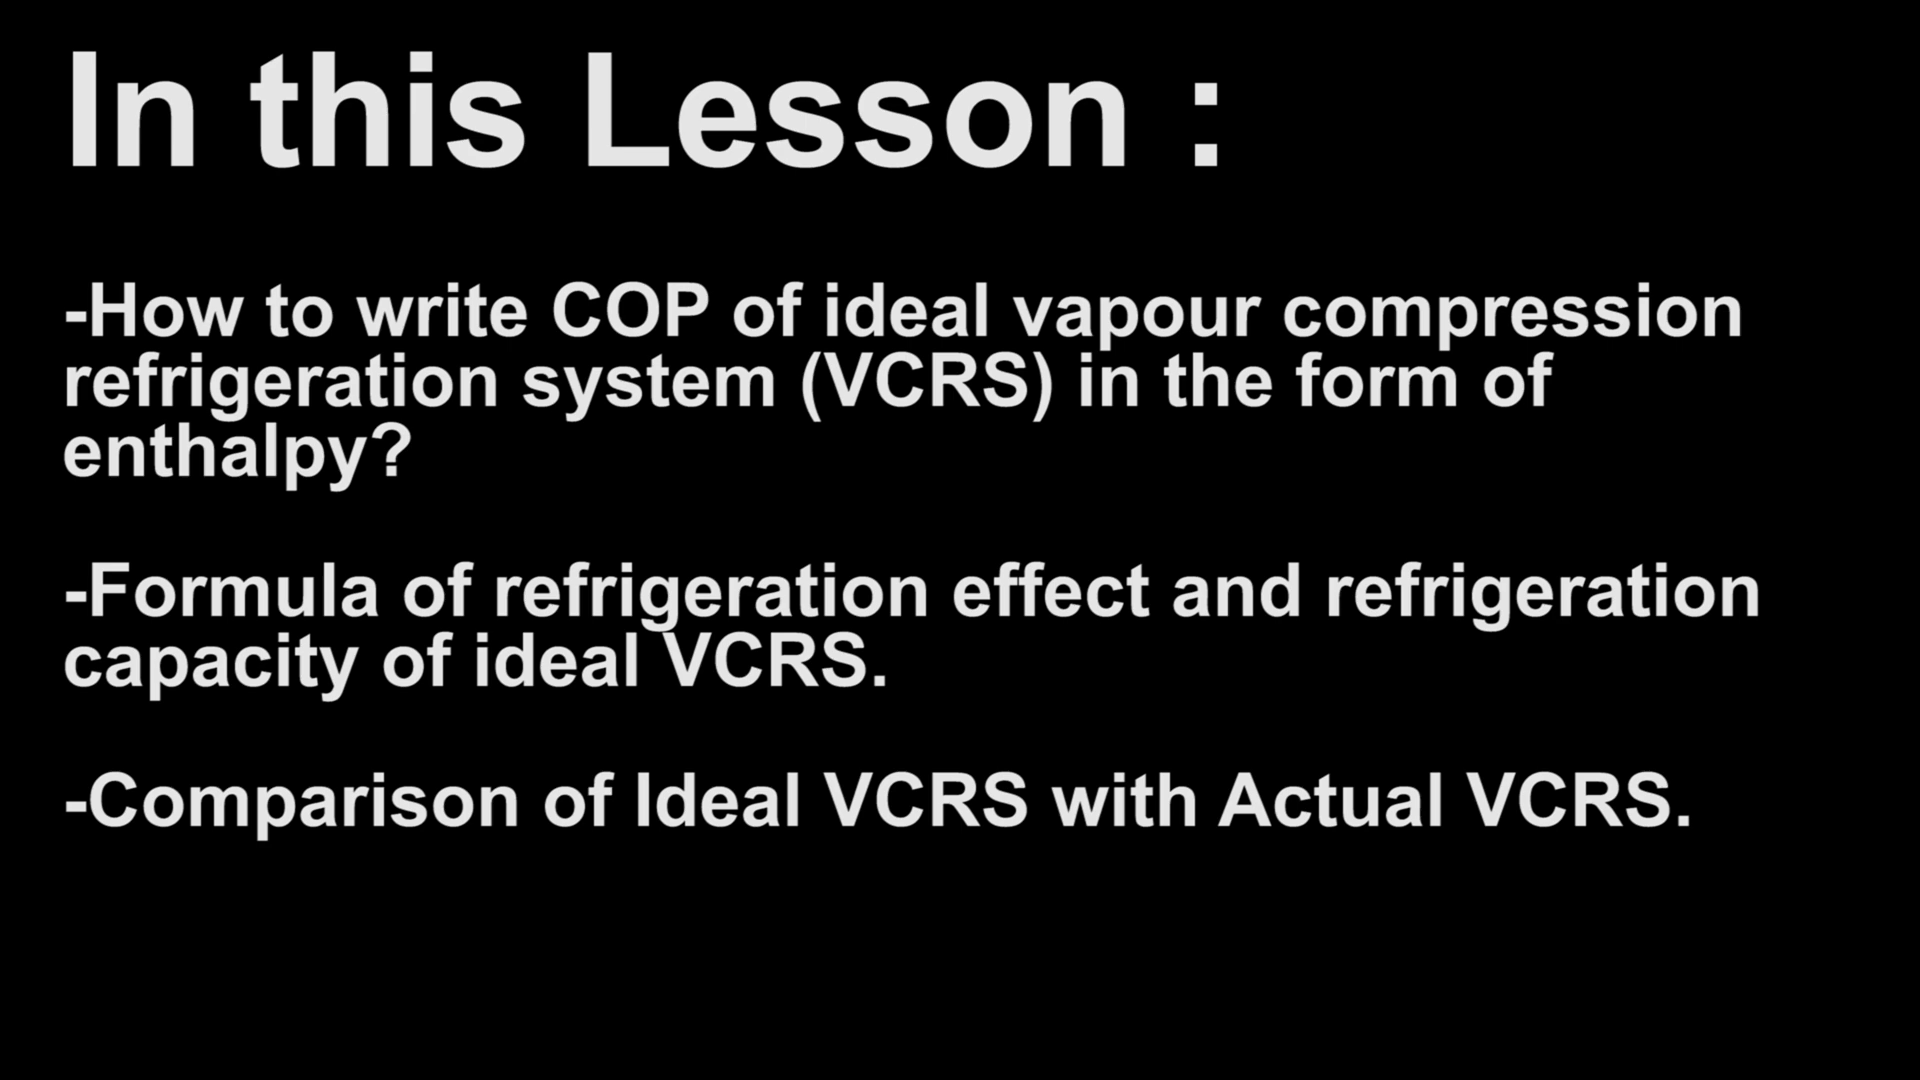 In this Lesson :
-How to write COP of ideal vapour compression
refrigeration system (VCRS) in the form of
enthalpy?
-Formula of refrigeration effect and refrigeration
capacity of ideal VCRS.
-Comparison of Ideal VCRS with Actual VCRS.